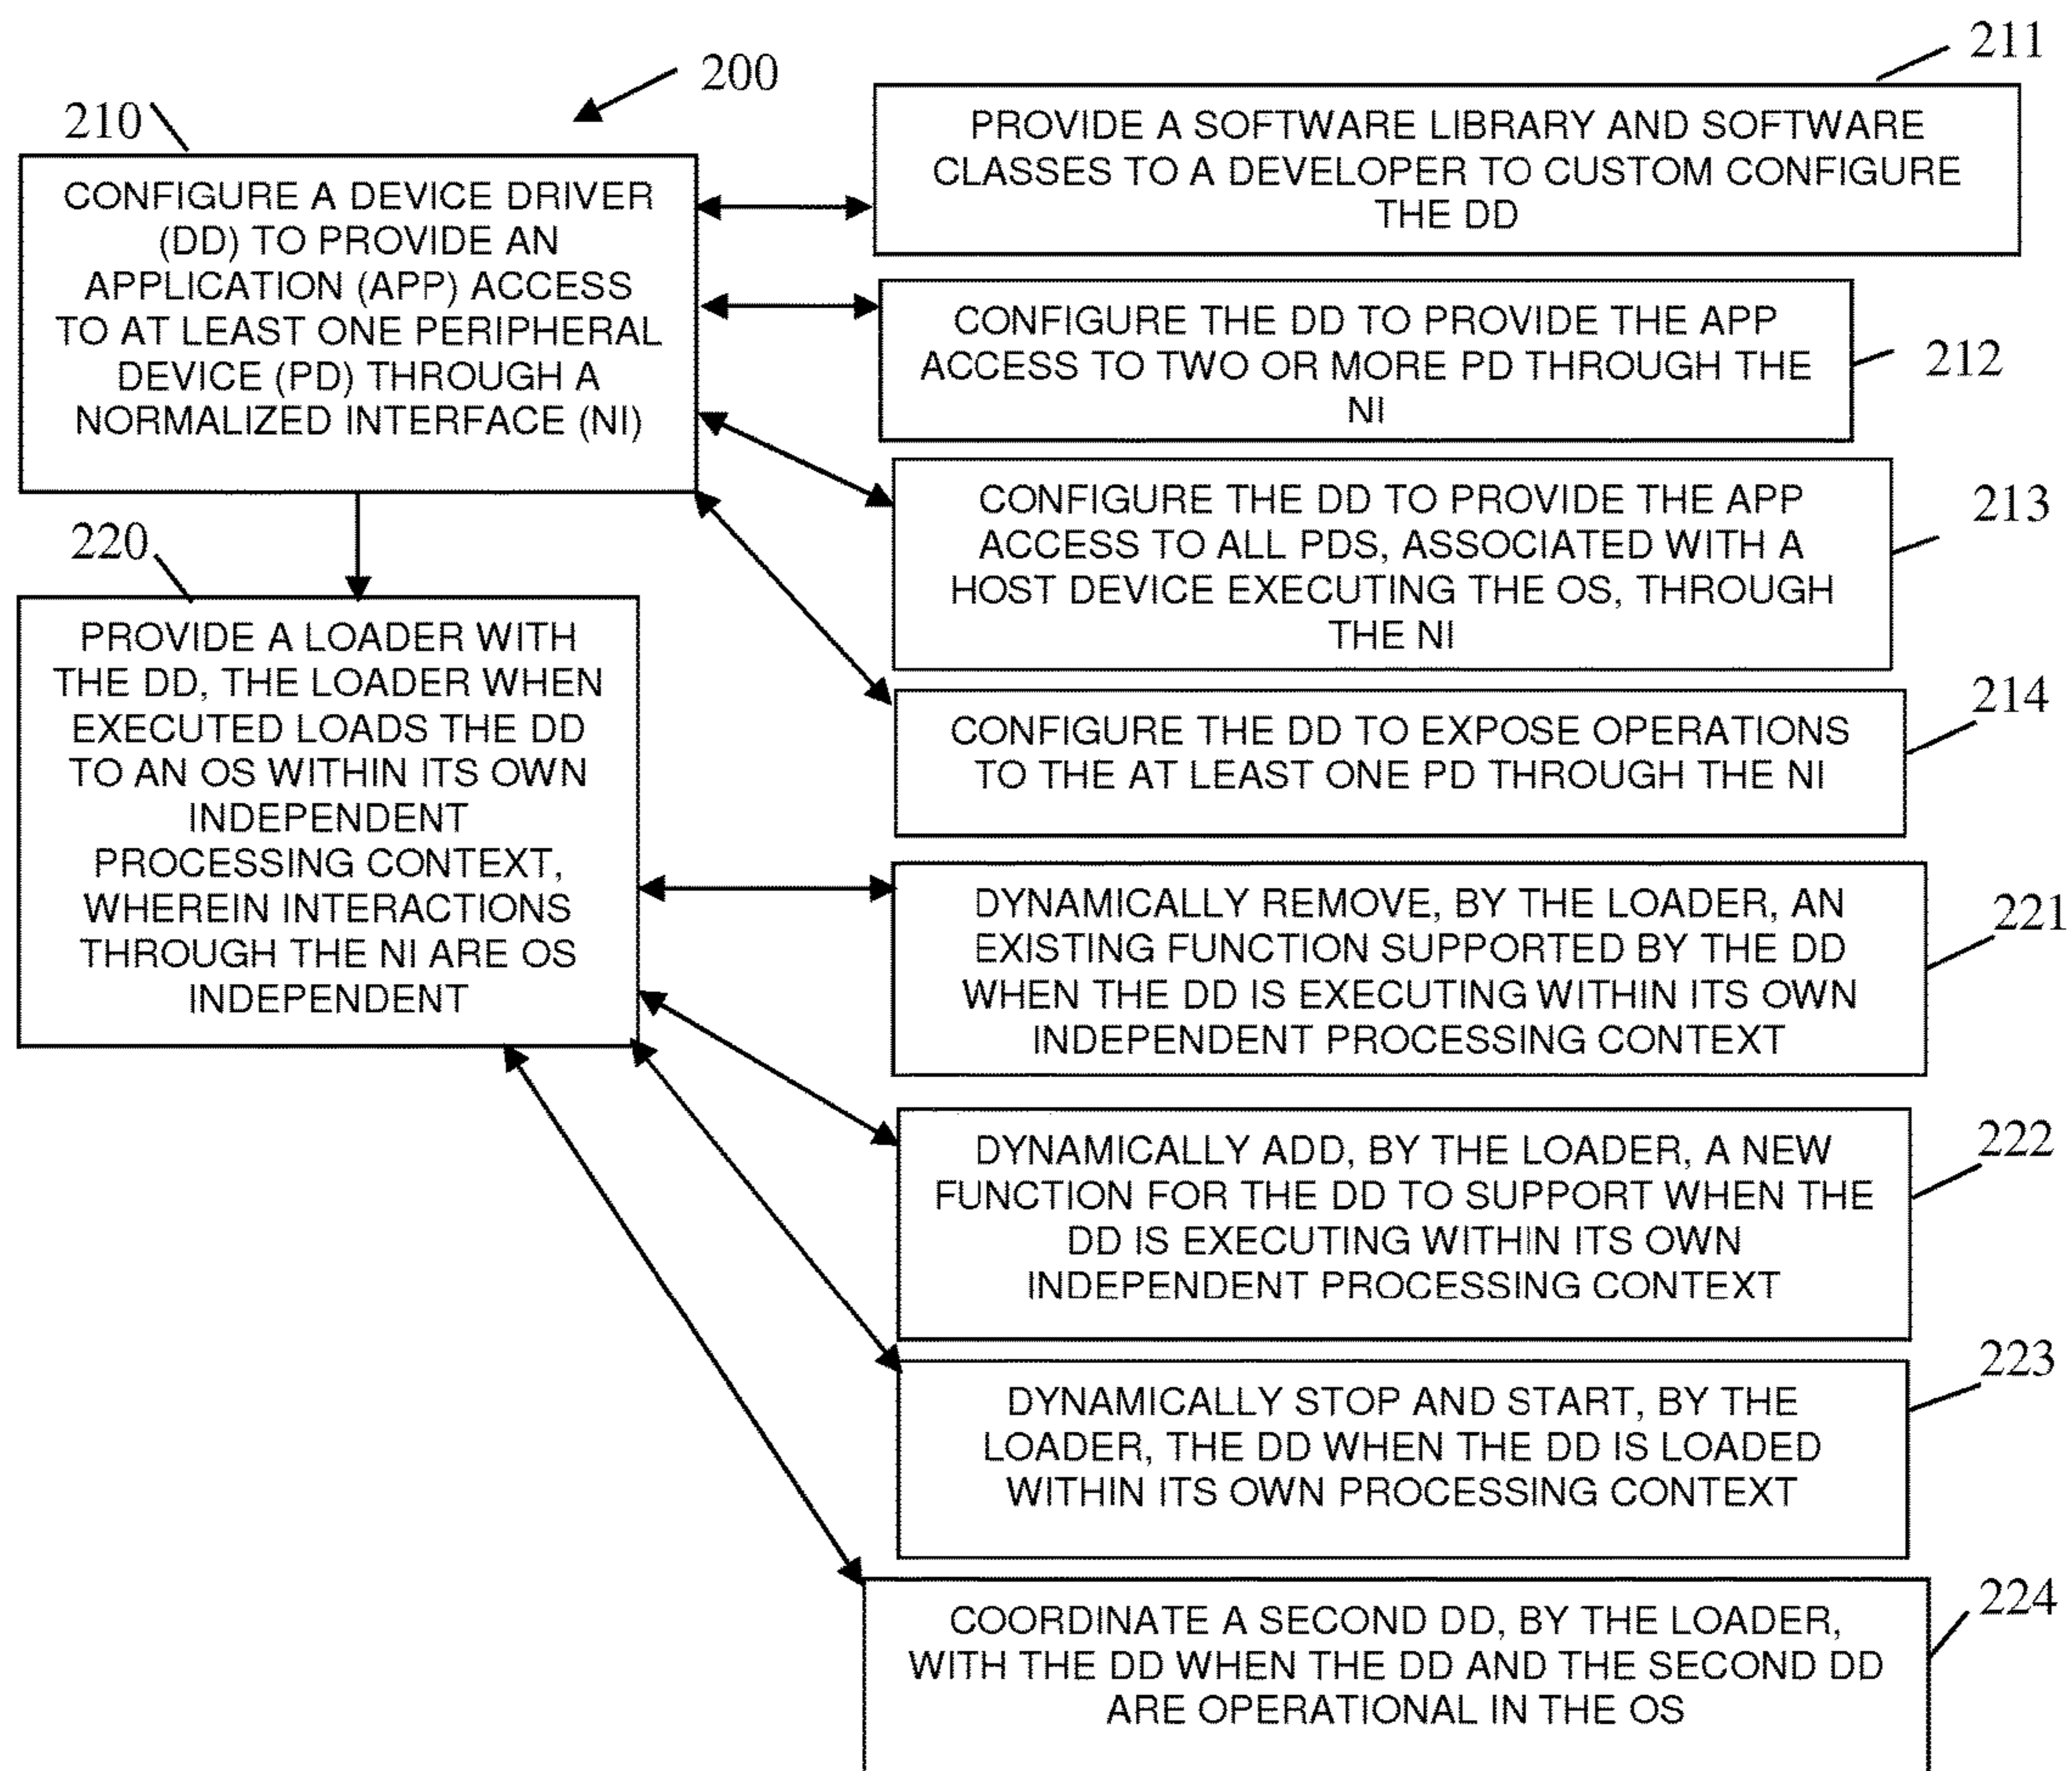 200
210
CONFIGURE A DEVICE DRIVER
(DD) TO PROVIDE AN
APPLICATION (APP) ACCESS
TO AT LEAST ONE PERIPHERAL
DEVICE (PD) THROUGH A
NORMALIZED INTERFACE (NI)
211
PROVIDE A SOFTWARE LIBRARY AND SOFTWARE
CLASSES TO A DEVELOPER TO CUSTOM CONFIGURE
THE DD
212
CONFIGURE THE DD TO PROVIDE THE APP
ACCESS TO TWO OR MORE PD THROUGH THE
NI
213
CONFIGURE THE DD TO PROVIDE THE APP
ACCESS TO ALL PDS, ASSOCIATED WITH A
HOST DEVICE EXECUTING THE OS, THROUGH
THE NI
214
CONFIGURE THE DD TO EXPOSE OPERATIONS
TO THE AT LEAST ONE PD THROUGH THE NI
220
PROVIDE A LOADER WITH
THE DD, THE LOADER WHEN
EXECUTED LOADS THE DD
TO AN OS WITHIN ITS OWN
INDEPENDENT
PROCESSING CONTEXT,
WHEREIN INTERACTIONS
THROUGH THE NI ARE OS
INDEPENDENT
221
DYNAMICALLY REMOVE, BY THE LOADER, AN
EXISTING FUNCTION SUPPORTED BY THE DD
WHEN THE DD IS EXECUTING WITHIN ITS OWN
INDEPENDENT PROCESSING CONTEXT
222
DYNAMICALLY ADD, BY THE LOADER, A NEW
FUNCTION FOR THE DD TO SUPPORT WHEN THE
DD IS EXECUTING WITHIN ITS OWN
INDEPENDENT PROCESSING CONTEXT
223
DYNAMICALLY STOP AND START, BY THE
LOADER, THE DD WHEN THE DD IS LOADED
WITHIN ITS OWN PROCESSING CONTEXT
224
COORDINATE A SECOND DD, BY THE LOADER,
WITH THE DD WHEN THE DD AND THE SECOND DD
ARE OPERATIONAL IN THE OS